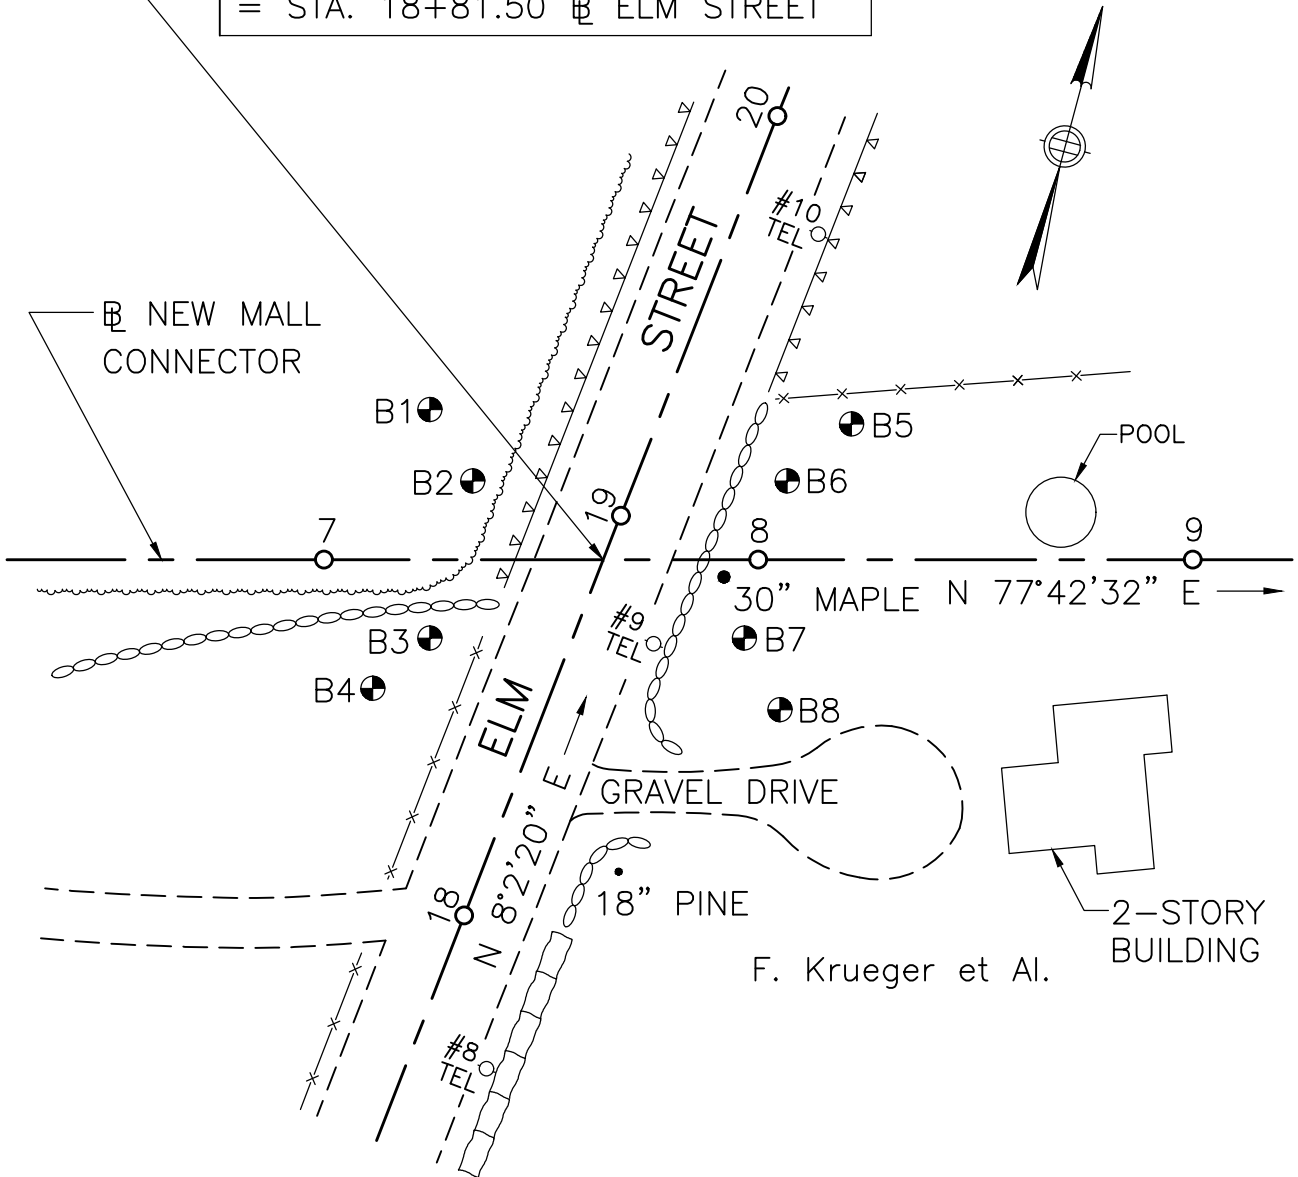 = STA. 18+81.50 BL ELM STREET
20
#10
TEL
STREET
BL NEW MALL
CONNECTOR
B1
B5
POOL
B2
B6
19
7
8
9
30” MAPLE
N 77°42’32” E
#9
TEL
B3
B7
B4
ELM
B8
GRAVEL DRIVE
N 8°2’20” E
18
18” PINE
2-STORY
BUILDING
F. Krueger et Al.
#8
TEL